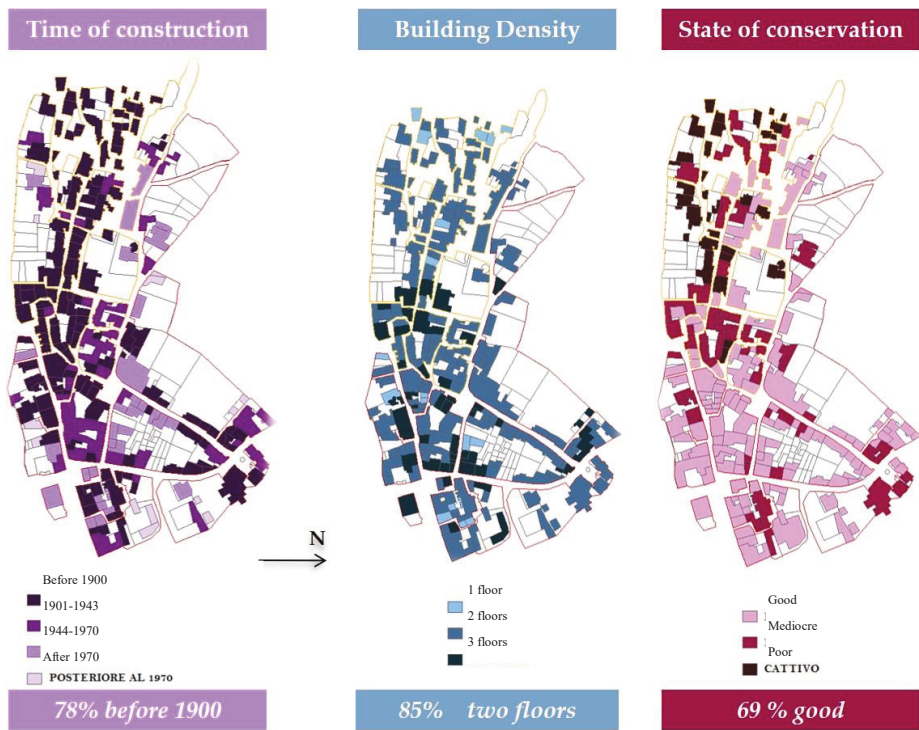 Time of construction
Building Density
State of conservation
N
Before 1900
1901-1943
1944-1970
After 1970
POSTERIORE AL 1970
1 floor
2 floors
3 floors
Good
Mediocre
Poor
CATTIVO
78% before 1900
85% two floors
69 % good